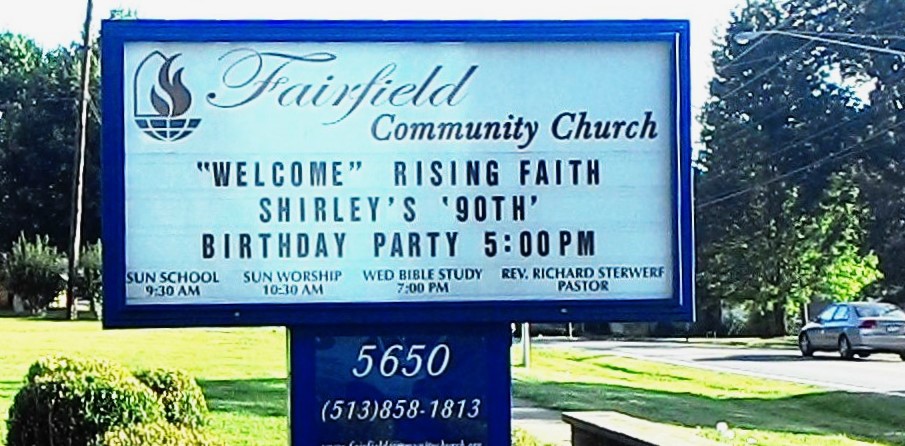 Fairfield
Community Church
"WELCOME" RISING FAITH
SHIRLEY'S '90TH'
BIRTHDAY PARTY 5:00PM
SUN SCHOOL SUN WORSHIP WED BIBLE STUDY REV. RICHARD STERWERF
9:30 AM 10:30 AM 7:00 PM PASTOR
5650
(513)858-1813